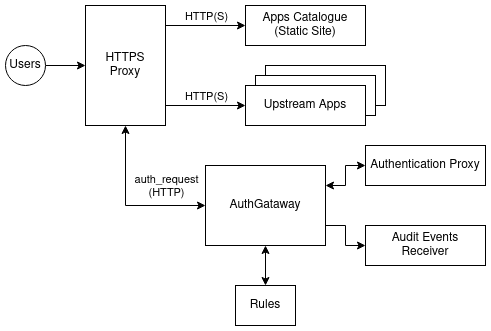 Users
HTTPS
Proxy
HTTP(S)
Apps Catalogue
(Static Site)
HTTP(S)
Upstream Apps
auth_request
(HTTP)
AuthGataway
Authentication Proxy
Audit Events
Receiver
Rules